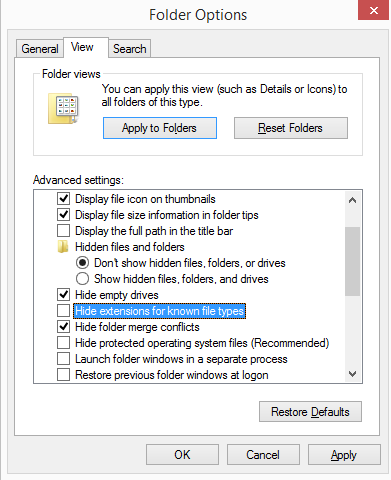 Folder Options
General
View
Search
Folder views
You can apply this view (such as Details or Icons) to
all folders of this type.
Apply to Folders
Reset Folders
Advanced settings:
Display file icon on thumbnails
Display file size information in folder tips
Display the full path in the title bar
Hidden files and folders
Don't show hidden files, folders, or drives
Show hidden files, folders, and drives
Hide empty drives
Hide extensions for known file types
Hide folder merge conflicts
Hide protected operating system files (Recommended)
Launch folder windows in a separate process
Restore previous folder windows at logon
Restore Defaults
OK
Cancel
Apply